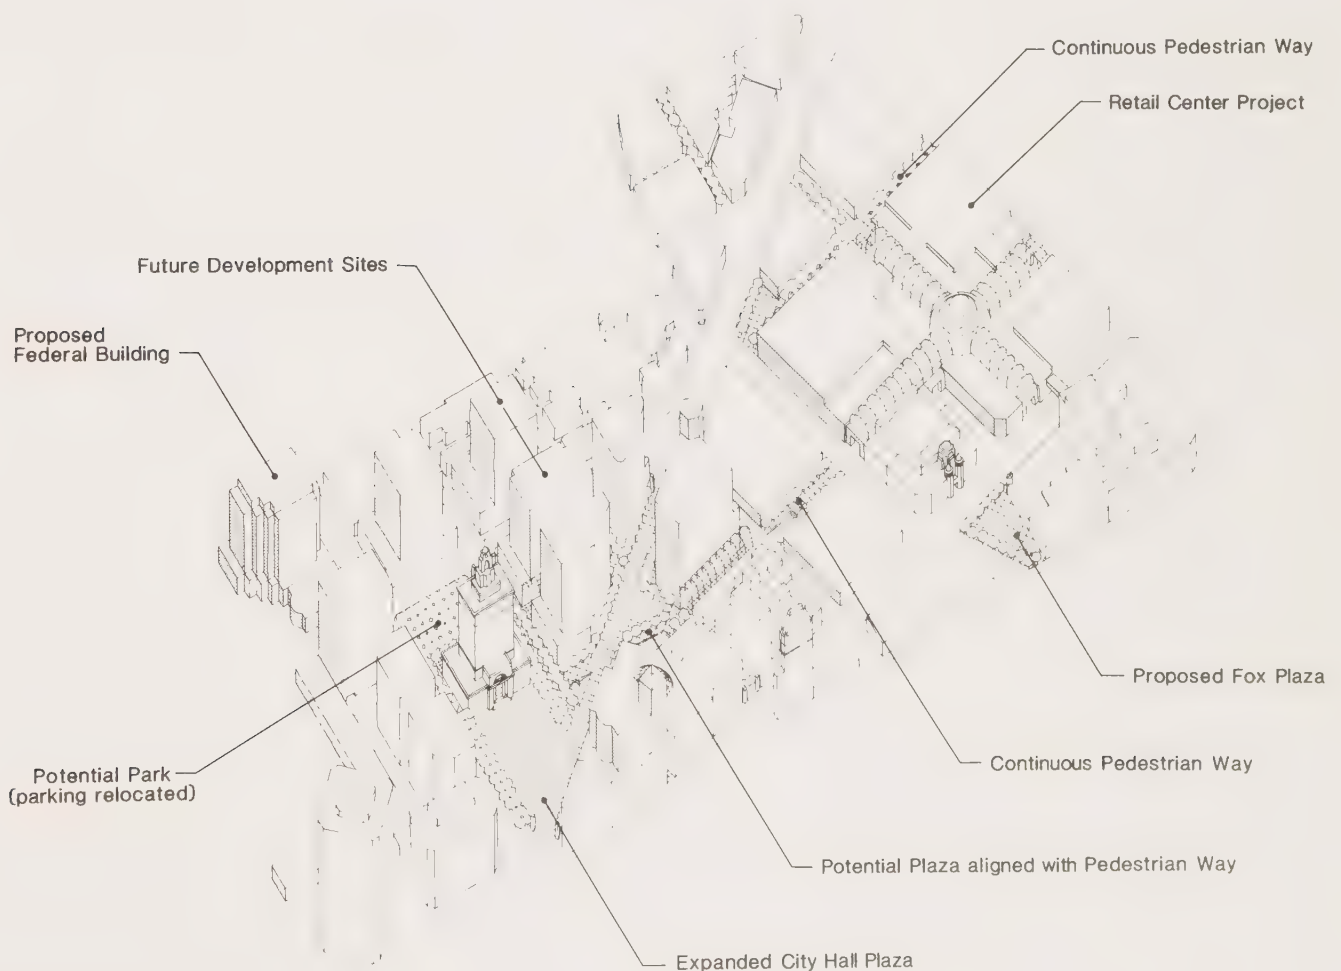 Continuous Pedestrian Way
Retail Center Project
Future Development Sites
Proposed
Federal Building
Proposed Fox Plaza
Continuous Pedestrian Way
Potential Park
(parking relocated)
Potential Plaza aligned with Pedestrian Way
Expanded City Hall Plaza